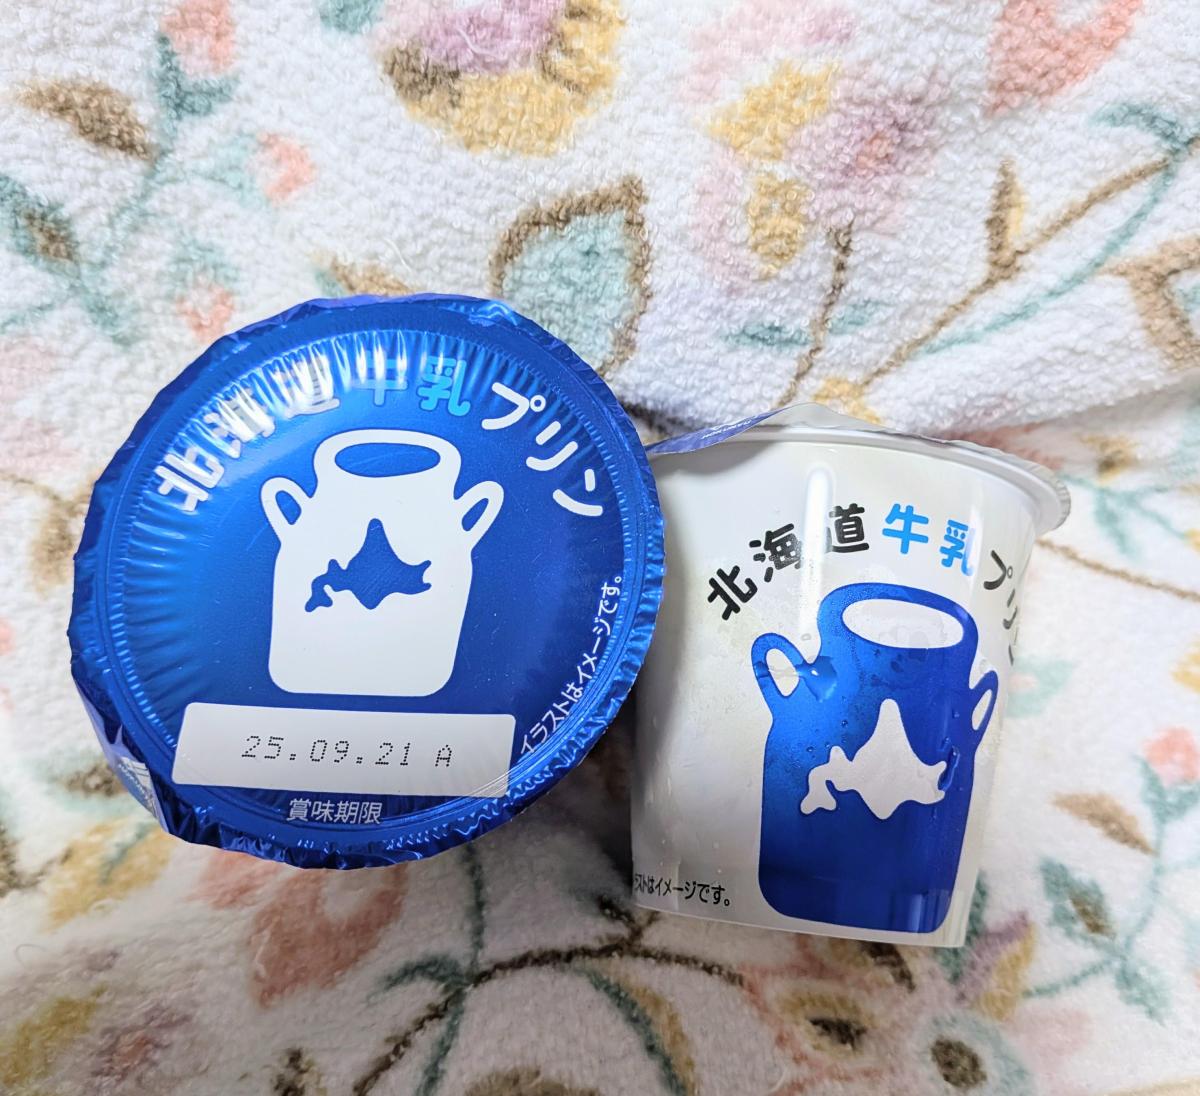 北海道牛乳プリン
イラストはイメージです。
25.09.21 A
賞味期限
北海道牛乳プリン
ストはイメージです。